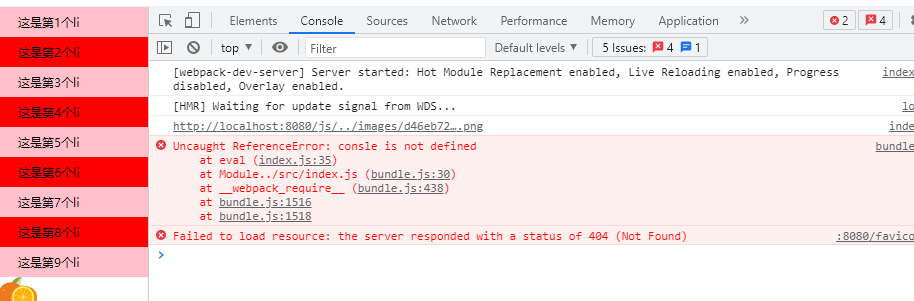 这是第1个li
这是第2个li
这是第3个li
这是第4个li
这是第5个li
这是第6个li
这是第7个li
这是第8个li
这是第9个li
Elements Console Sources Network Performance Memory Application » 2 4
top Filter Default levels 5 Issues: 4 1
[webpack-dev-server] Server started: Hot Module Replacement enabled, Live Reloading enabled, Progress index
disabled, Overlay enabled.
[HMR] Waiting for update signal from WDS... lo
http://localhost:8080/js/../images/d46eb72….png inde
Uncaught ReferenceError: consle is not defined bundle
at eval (index.js:35)
at Module../src/index.js (bundle.js:30)
at __webpack_require__ (bundle.js:438)
at bundle.js:1516
at bundle.js:1518
Failed to load resource: the server responded with a status of 404 (Not Found) :8080/favico